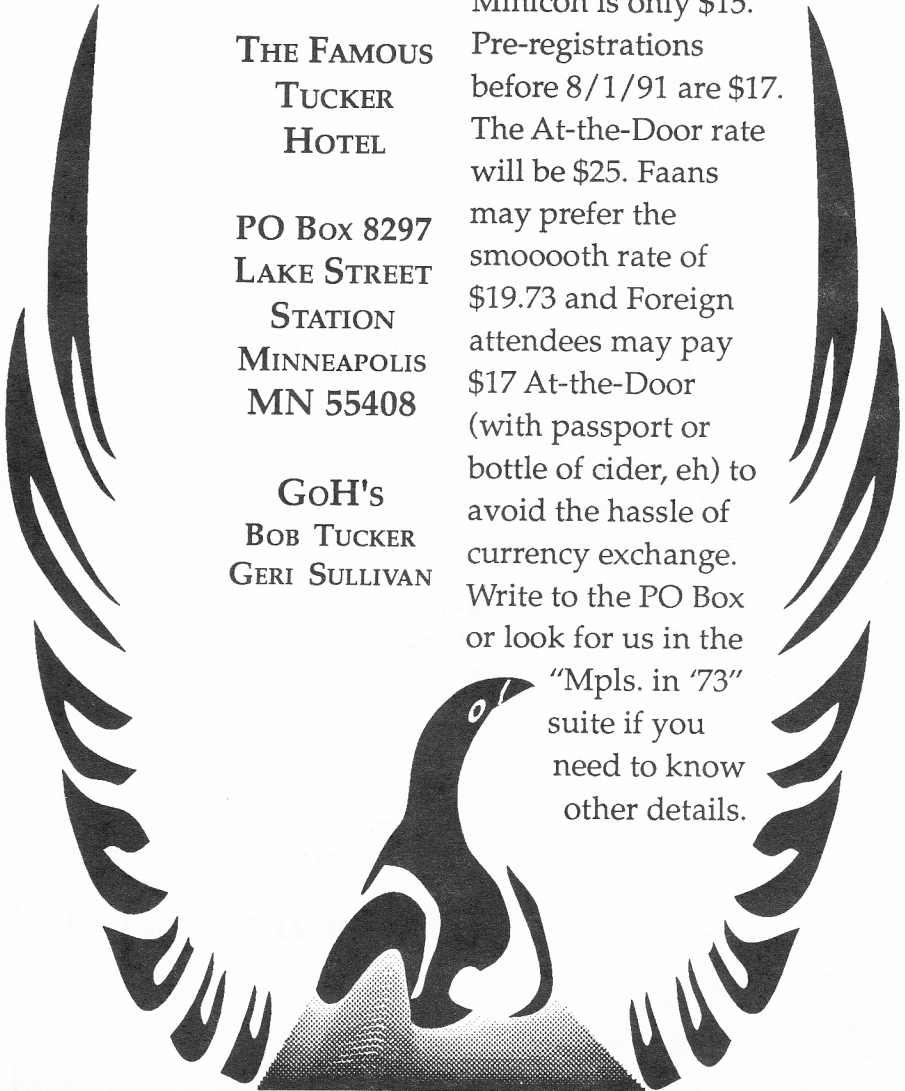 THE FAMOUS
TUCKER
HOTEL
PO BOX 8297
LAKE STREET
STATION
MINNEAPOLIS
MN 55408
GOH'S
BOB TUCKER
GERI SULLIVAN
Minicon is only $15.
Pre-registrations
before 8/1/91 are $17.
The At-the-Door rate
will be $25. Faans
may prefer the
smooooth rate of
$19.73 and Foreign
attendees may pay
$17 At-the-Door
(with passport or
bottle of cider, eh) to
avoid the hassle of
currency exchange.
Write to the PO Box
or look for us in the
"Mpls. in '73"
suite if you
need to know
other details.